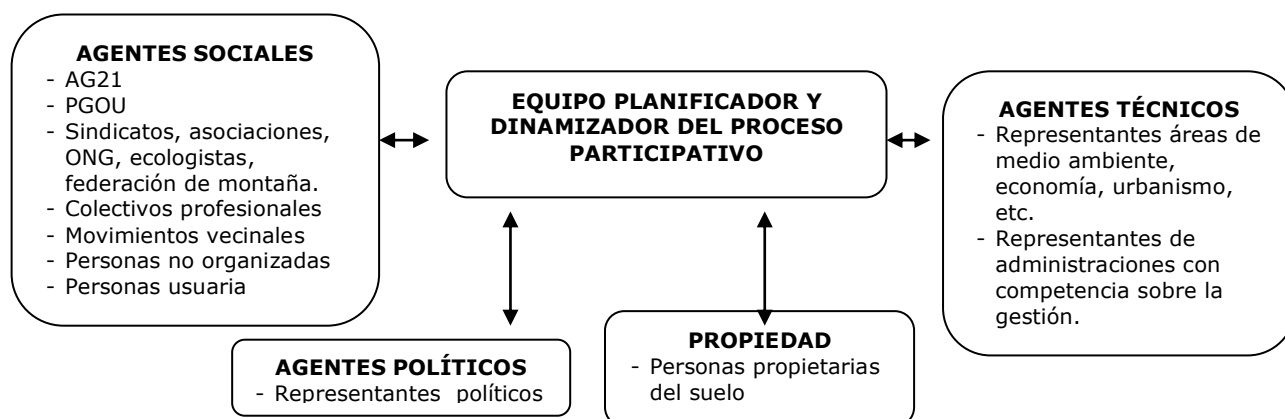 AGENTES SOCIALES
- AG21
- PGOU
- Sindicatos, asociaciones,
ONG, ecologistas,
federación de montaña.
- Colectivos profesionales
- Movimientos vecinales
- Personas no organizadas
- Personas usuaria
EQUIPO PLANIFICADOR Y
DINAMIZADOR DEL PROCESO
PARTICIPATIVO
AGENTES TÉCNICOS
- Representantes áreas de
medio ambiente,
economía, urbanismo,
etc.
- Representantes de
administraciones con
competencia sobre la
gestión.
AGENTES POLÍTICOS
- Representantes políticos
PROPIEDAD
- Personas propietarias
del suelo